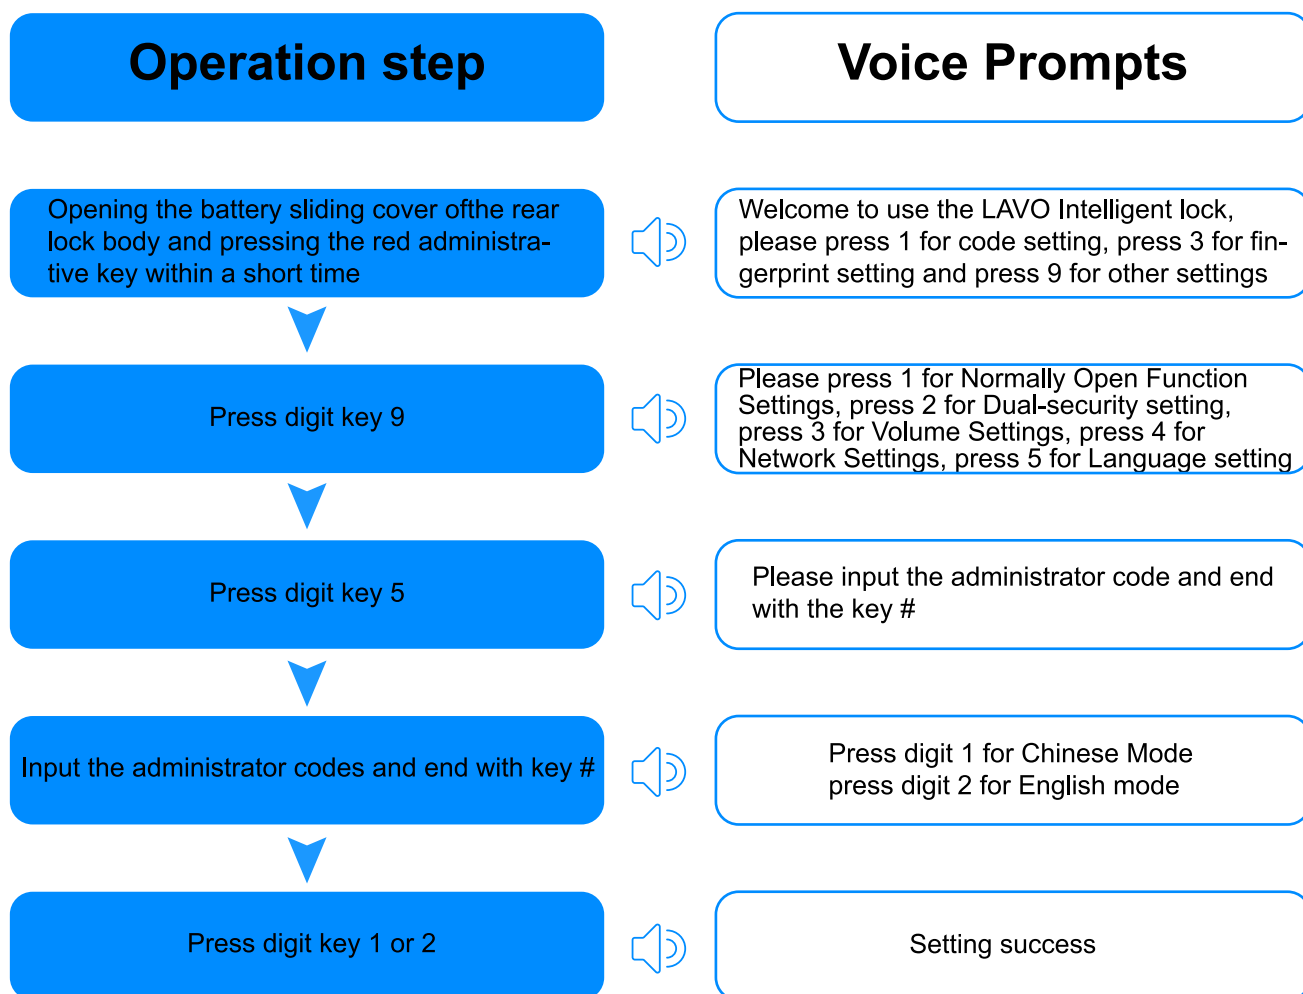 Operation step
Voice Prompts
Opening the battery sliding cover ofthe rear
lock body and pressing the red administra-
tive key within a short time
Welcome to use the LAVO Intelligent lock,
please press 1 for code setting, press 3 for fin-
gerprint setting and press 9 for other settings
Press digit key 9
Please press 1 for Normally Open Function
Settings, press 2 for Dual-security setting,
press 3 for Volume Settings, press 4 for
Network Settings, press 5 for Language setting
Press digit key 5
Please input the administrator code and end
with the key #
Input the administrator codes and end with key #
Press digit 1 for Chinese Mode
press digit 2 for English mode
Press digit key 1 or 2
Setting success